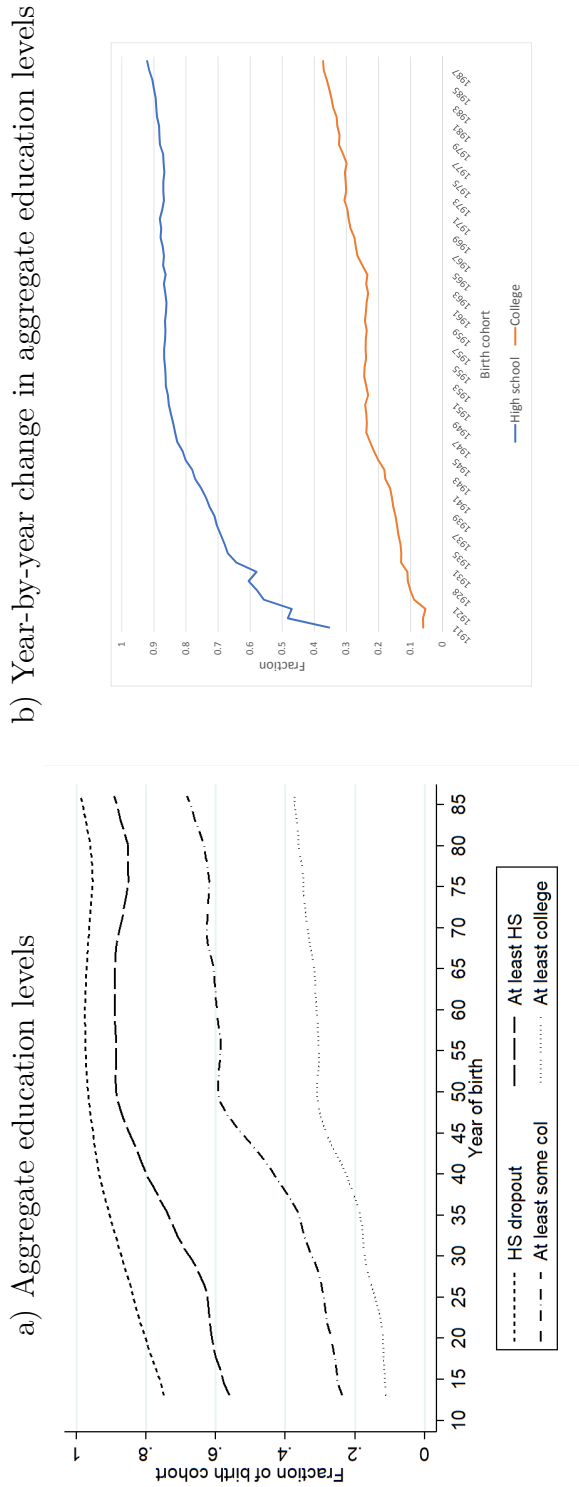 a) Aggregate education levels
1
.8
.6
.4
.2
0
Fraction of birth cohort
10 15 20 25 30 35 40 45 50 55 60 65 70 75 80 85
Year of birth
HS dropout At least HS
At least some col At least college
b) Year-by-year change in aggregate education levels
1
0.9
0.8
0.7
0.6
0.5
0.4
0.3
0.2
0.1
0
Fraction
1911 1921 1928 1931 1935 1937 1939 1941 1943 1945 1947 1949 1951 1953 1955 1957 1959 1961 1963 1965 1967 1969 1971 1973 1975 1977 1979 1981 1983 1985 1987
Birth cohort
High school College